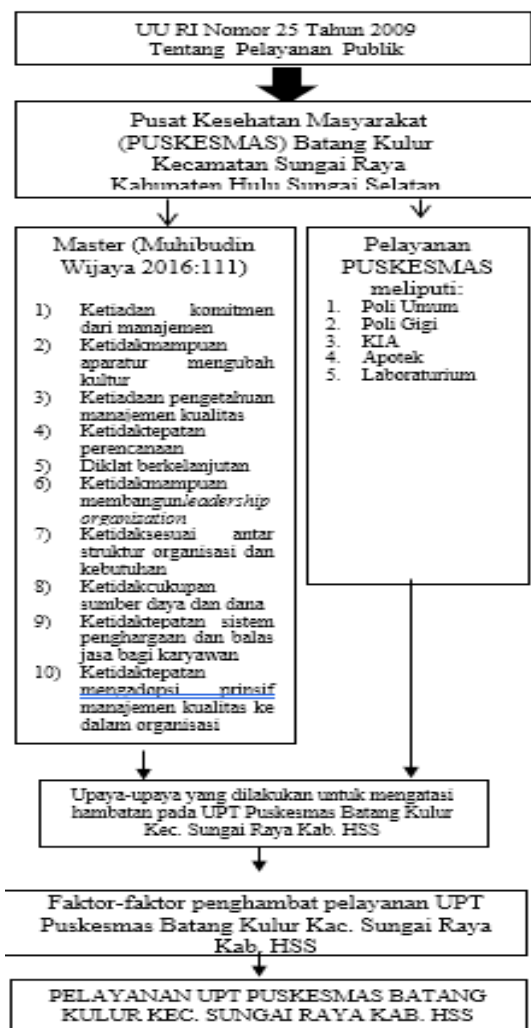 UU RI Nomor 25 Tahun 2009
Tentang Pelayanan Publik
Pusat Kesehatan Masyarakat
(PUSKESMAS) Batang Kulur
Kecamatan Sungai Raya
Kabupaten Hulu Sungai Selatan
Master (Muhibudin
Wijaya 2016:111)
1) Ketiadan komitmen
dari manajemen
2) Ketidakmampuan
aparatur mengubah
kultur
3) Ketiadaan pengetahuan
manajemen kualitas
4) Ketidaktepatan
perencanaan
5) Diklat berkelanjutan
6) Ketidakmampuan
membangunleadership
organization
7) Ketidaksesuai antar
struktur organisasi dan
kebutuhan
8) Ketidakcukupan
sumber daya dan dana
9) Ketidaktepatan sistem
penghargaan dan balas
jasa bagi karyawan
10) Ketidaktepatan
mengadopsi prinsif
manajemen kualitas ke
dalam organisasi
Pelayanan
PUSKESMAS
meliputi:
1. Poli Umum
2. Poli Gigi
3. KIA
4. Apotek
5. Laboraturium
Upaya-upaya yang dilakukan untuk mengatasi
hambatan pada UPT Puskesmas Batang Kulur
Kec. Sungai Raya Kab. HSS
Faktor-faktor penghambat pelayanan UPT
Puskesmas Batang Kulur Kac. Sungai Raya
Kab. HSS
PELAYANAN UPT PUSKESMAS BATANG
KULUR KEC. SUNGAI RAYA KAB. HSS